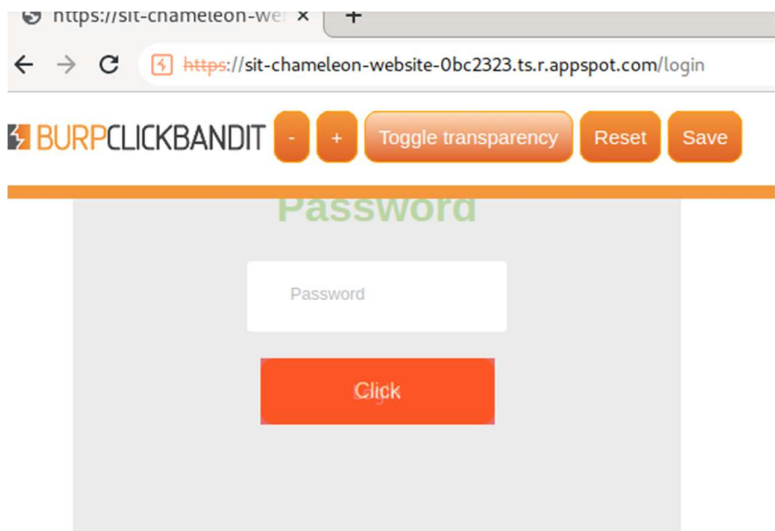 https://sit-chameleon-we
https://sit-chameleon-website-0bc2323.ts.r.appspot.com/login
BURPCLICKBANDIT - + Toggle transparency Reset Save
Password
Password
Click